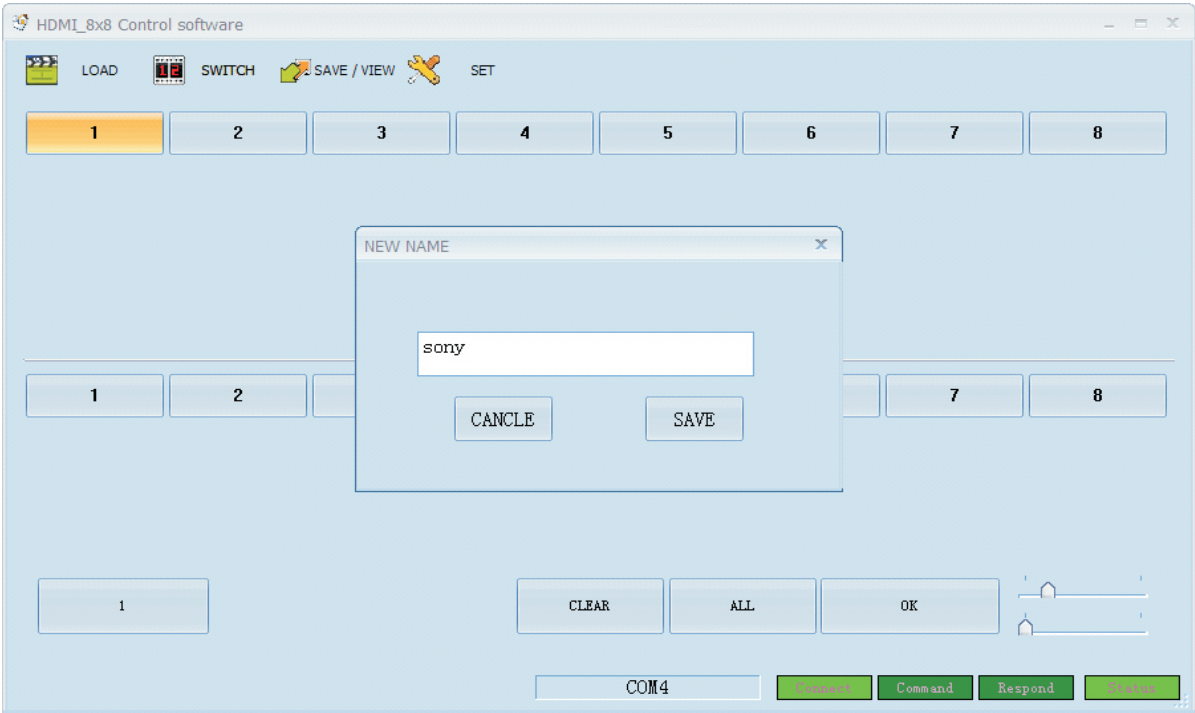 HDMI_8x8 Control software
LOAD SWITCH SAVE / VIEW SET
1 2 3 4 5 6 7 8
NEW NAME
sony
1 2 7 8
CANCLE SAVE
1 CLEAR ALL OK
COM4 Connect Command Respond Status